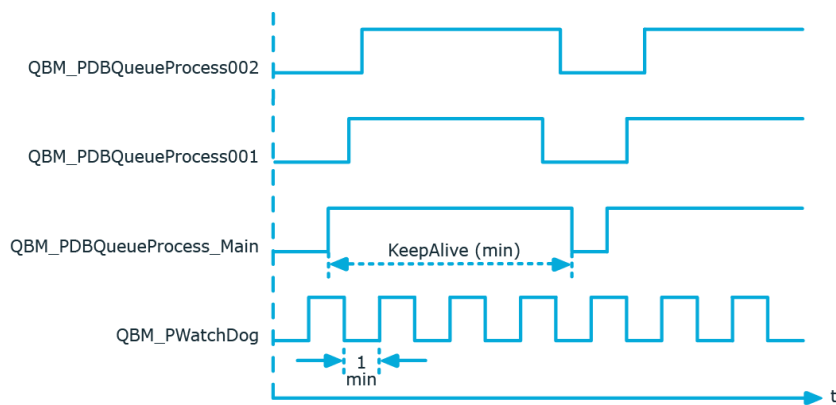 QBM_PDBQueueProcess002
QBM_PDBQueueProcess001
QBM_PDBQueueProcess_Main
KeepAlive (min)
QBM_PWatchDog
1
min
t